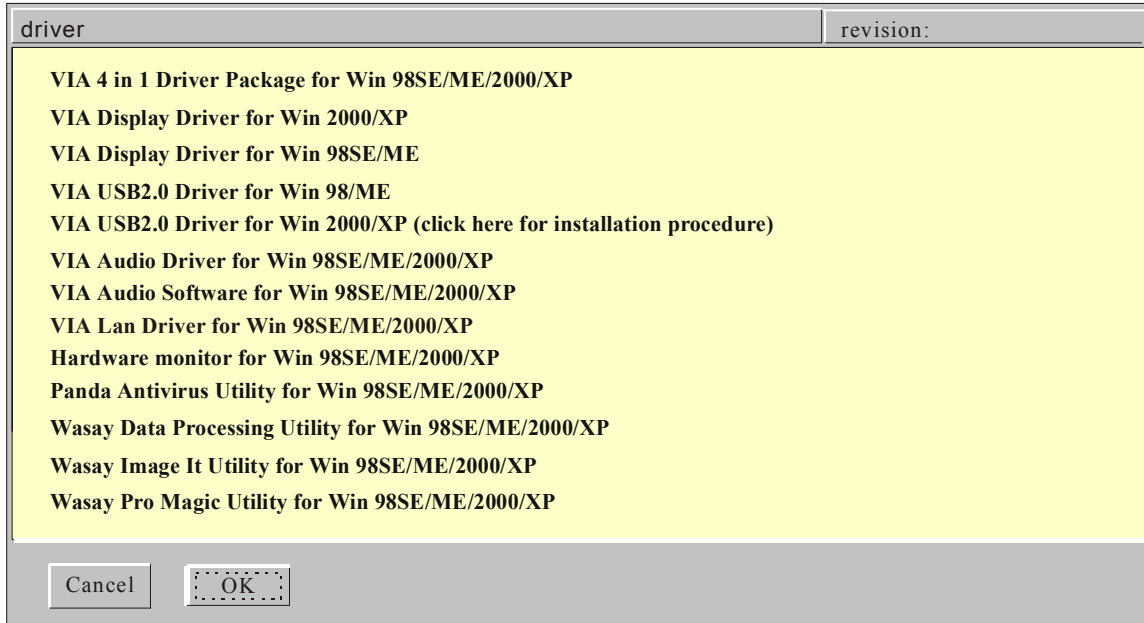 driver revision:
VIA 4 in 1 Driver Package for Win 98SE/ME/2000/XP
VIA Display Driver for Win 2000/XP
VIA Display Driver for Win 98SE/ME
VIA USB2.0 Driver for Win 98/ME
VIA USB2.0 Driver for Win 2000/XP (click here for installation procedure)
VIA Audio Driver for Win 98SE/ME/2000/XP
VIA Audio Software for Win 98SE/ME/2000/XP
VIA Lan Driver for Win 98SE/ME/2000/XP
Hardware monitor for Win 98SE/ME/2000/XP
Panda Antivirus Utility for Win 98SE/ME/2000/XP
Wasay Data Processing Utility for Win 98SE/ME/2000/XP
Wasay Image It Utility for Win 98SE/ME/2000/XP
Wasay Pro Magic Utility for Win 98SE/ME/2000/XP
Cancel OK